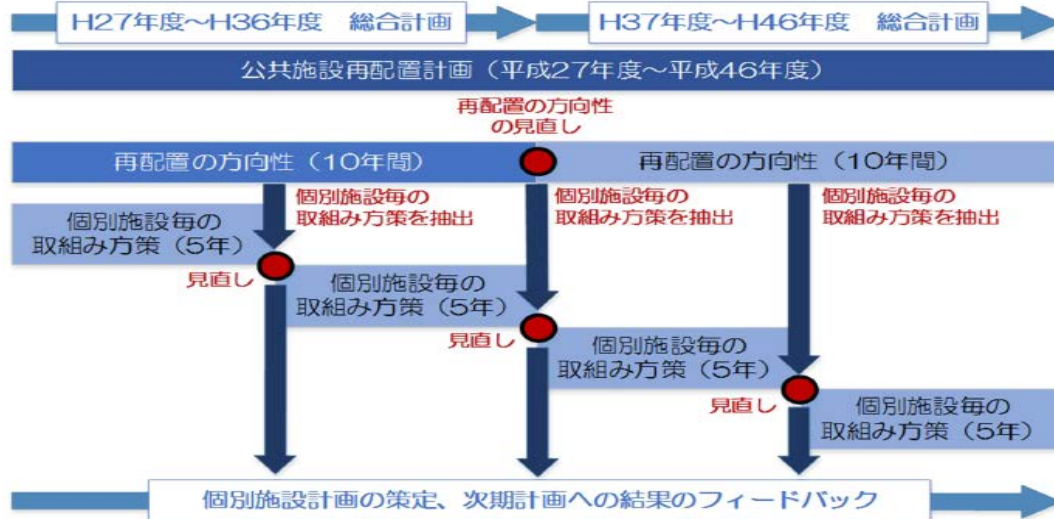 H27年度～H36年度 総合計画
H37年度～H46年度 総合計画
公共施設再配置計画（平成27年度～平成46年度）
再配置の方向性
の見直し
再配置の方向性（10年間）
再配置の方向性（10年間）
個別施設毎の
取組み方策を抽出
個別施設毎の
取組み方策を抽出
個別施設毎の
取組み方策を抽出
個別施設毎の
取組み方策（5年）
見直し
個別施設毎の
取組み方策（5年）
見直し
個別施設毎の
取組み方策（5年）
見直し
個別施設毎の
取組み方策（5年）
個別施設計画の策定、次期計画への結果のフィードバック